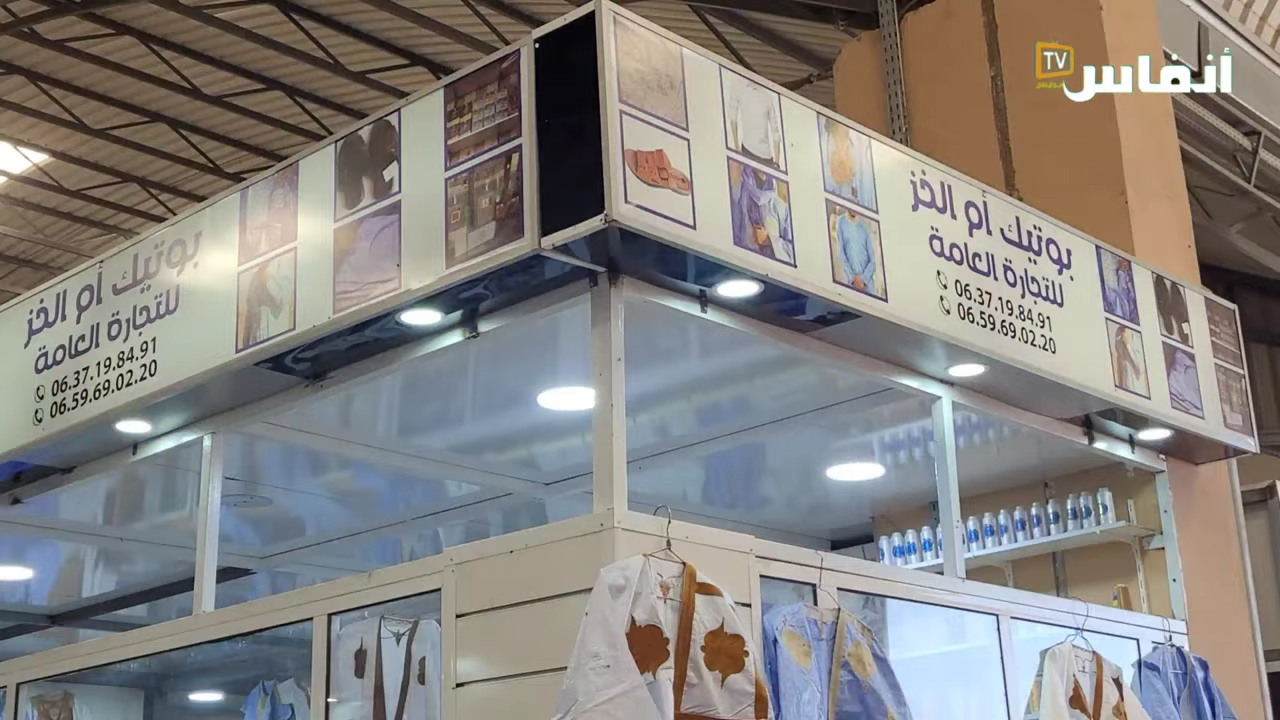 بوتيك أم الخز
للتجارة العامة
06.37.19.84.91
06.59.69.02.20
بوتيك أم الخز
للتجارة العامة
06.37.19.84.91
06.59.69.02.20
أنفاس
TV